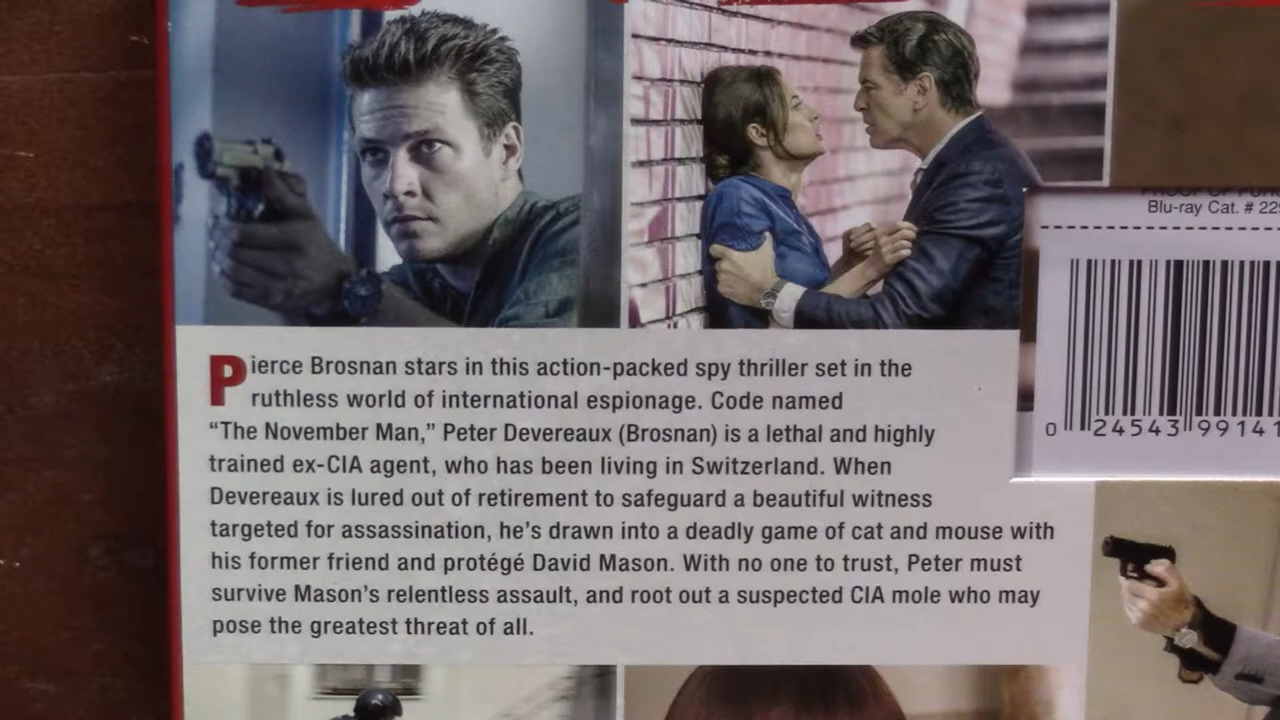 Blu-ray Cat. # 22
0 24543 99141
Pierce Brosnan stars in this action-packed spy thriller set in the
ruthless world of international espionage. Code named
“The November Man,” Peter Devereaux (Brosnan) is a lethal and highly
trained ex-CIA agent, who has been living in Switzerland. When
Devereaux is lured out of retirement to safeguard a beautiful witness
targeted for assassination, he’s drawn into a deadly game of cat and mouse with
his former friend and protégé David Mason. With no one to trust, Peter must
survive Mason’s relentless assault, and root out a suspected CIA mole who may
pose the greatest threat of all.